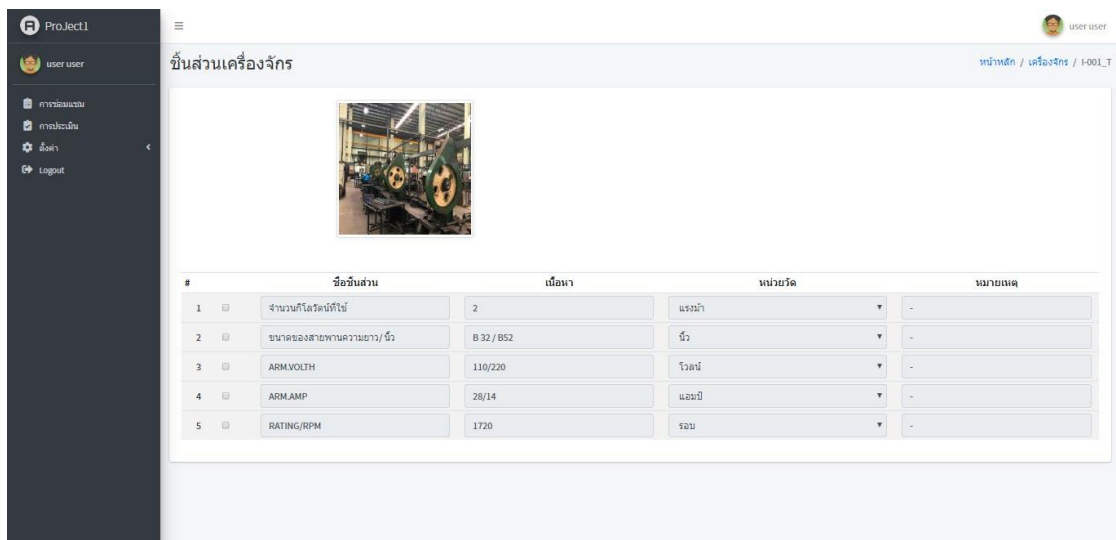 ProJect1
user user
user user
ชิ้นส่วนเครื่องจักร
หน้าหลัก / เครื่องจักร / I-001_T
การซ่อมแซม
การประเมิน
ตั้งค่า
Logout
# ชื่อชิ้นส่วน เนื้อหา หน่วยวัด หมายเหตุ
1 จำนวนกิโลวัตน์ที่ใช้ 2 แรงม้า -
2 ขนาดของสายพานความยาว/ นิ้ว B 32 / B52 นิ้ว -
3 ARM.VOLTH 110/220 โวลน์ -
4 ARM.AMP 28/14 แอมป์ -
5 RATING/RPM 1720 รอบ -